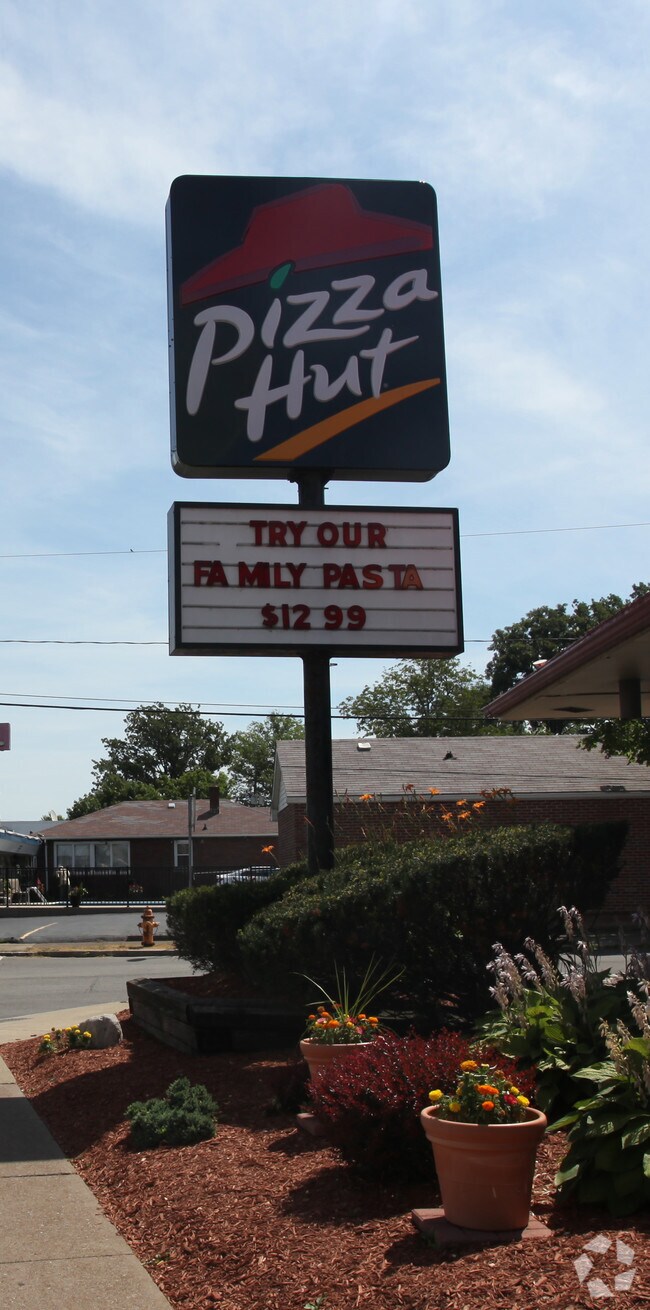 Pizza
Hut
TRY OUR
FAMILY PASTA
$12 99